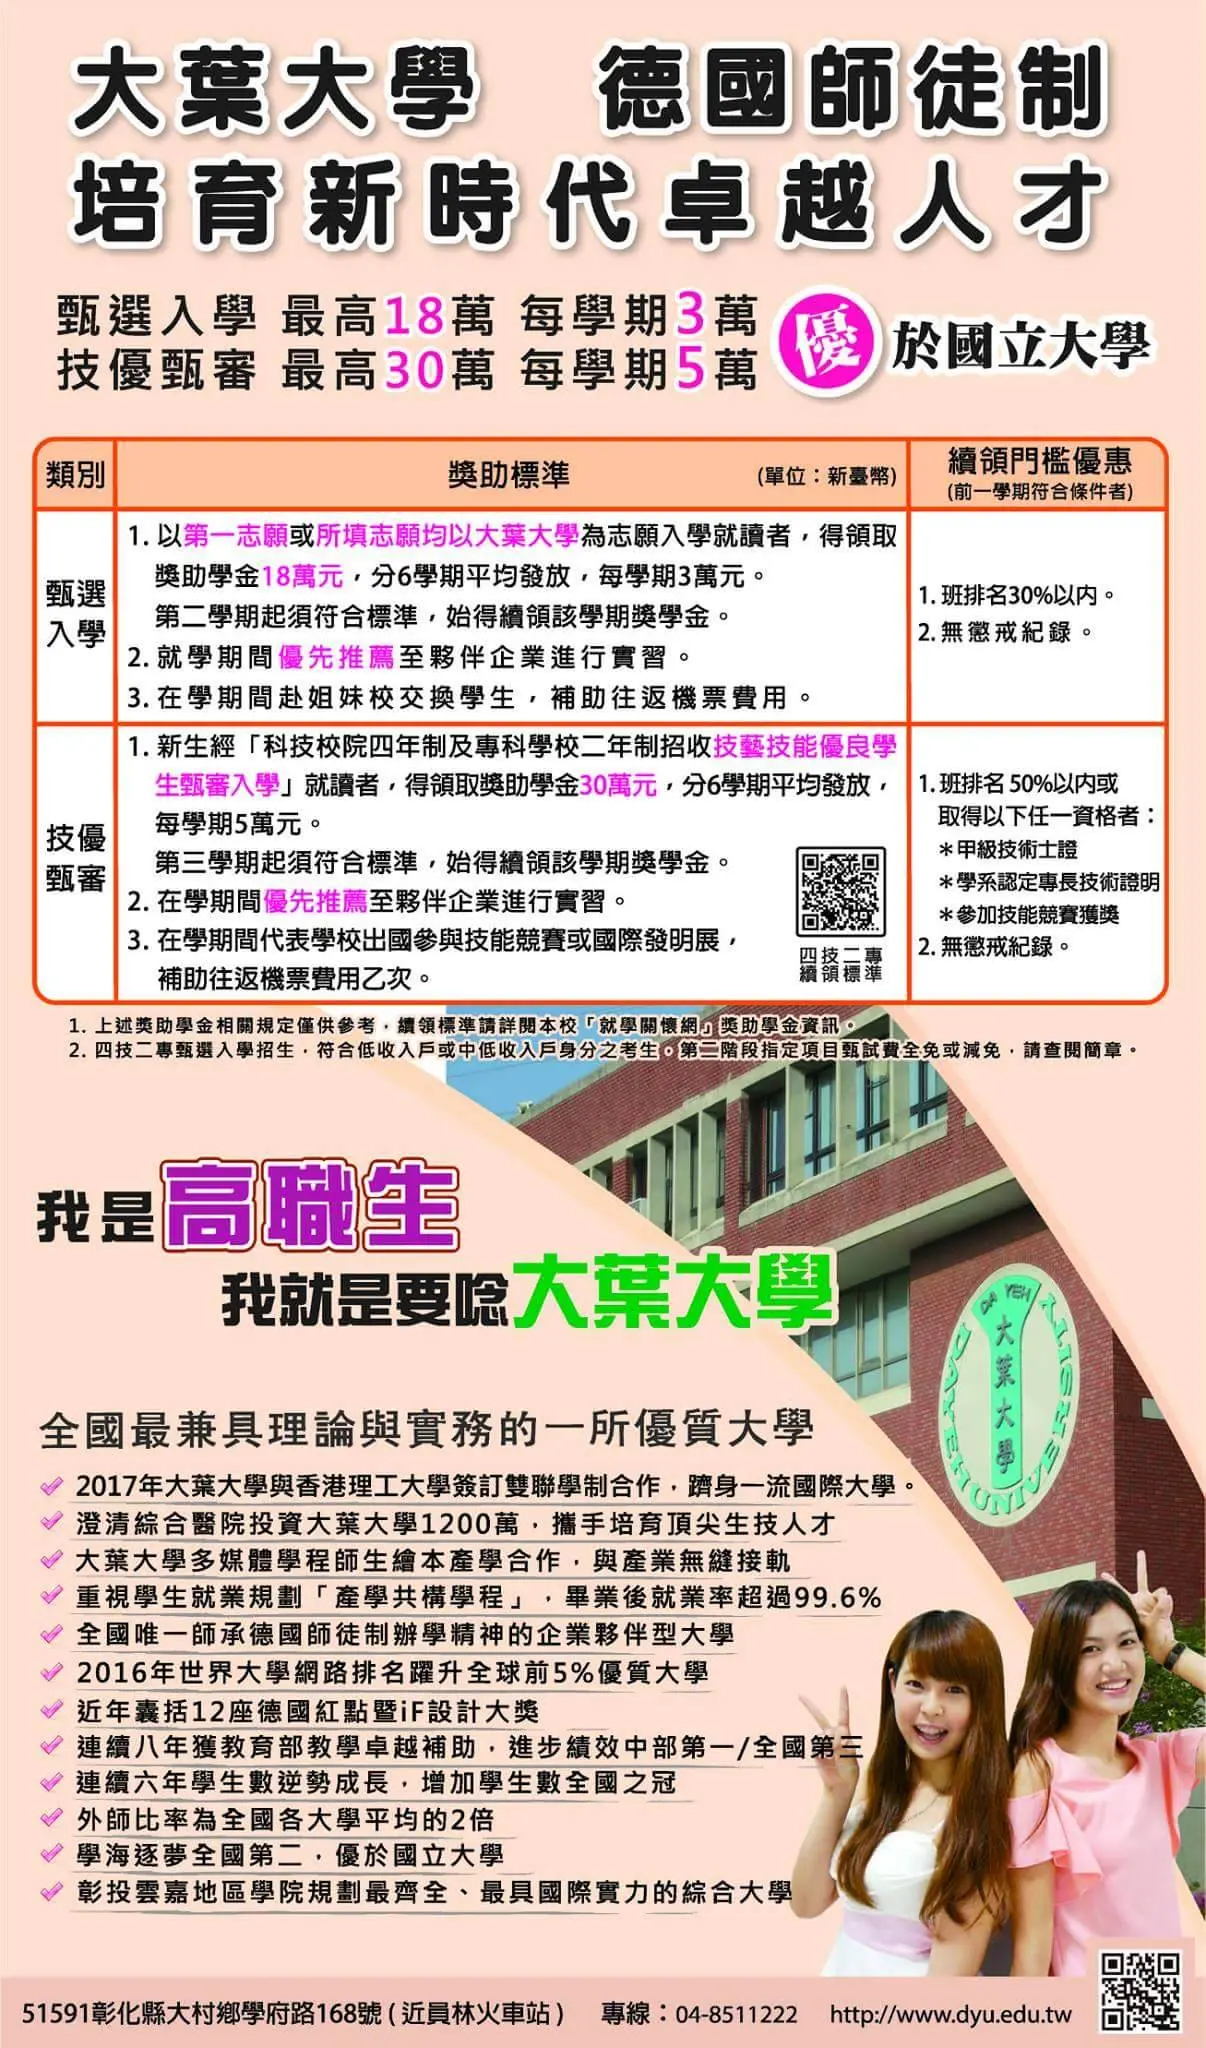 大葉大學 德國師徒制
培育新時代卓越人才
甄選入學 最高18萬 每學期3萬
技優甄審 最高30萬 每學期5萬
優於國立大學
類別
獎助標準
(單位：新臺幣)
續領門檻優惠
(前一學期符合條件者)
甄選
入學
1. 以第一志願或所填志願均以大葉大學為志願入學就讀者，得領取
獎助學金18萬元，分6學期平均發放，每學期3萬元。
第二學期起須符合標準，始得續領該學期獎學金。
2. 就學期間優先推薦至夥伴企業進行實習。
3. 在學期間赴姐妹校交換學生，補助往返機票費用。
1. 班排名30%以內。
2. 無懲戒紀錄。
技優
甄審
1. 新生經「科技校院四年制及專科學校二年制招收技藝技能優良學
生甄審入學」就讀者，得領取獎助學金30萬元，分6學期平均發放，
每學期5萬元。
第三學期起須符合標準，始得續領該學期獎學金。
2. 在學期間優先推薦至夥伴企業進行實習。
3. 在學期間代表學校出國參與技能競賽或國際發明展，
補助往返機票費用乙次。
四技二專
續領標準
1. 班排名 50%以內或
取得以下任一資格者：
＊甲級技術士證
＊學系認定專長技術證明
＊參加技能競賽獲獎
2. 無懲戒紀錄。
1. 上述獎助學金相關規定僅供參考，續領標準請詳閱本校「就學關懷網」獎助學金資訊。
2. 四技二專甄選入學招生，符合低收入戶或中低收入戶身分之考生。第二階段指定項目甄試費全免或減免，請查閱簡章。
我是高職生
我就是要唸大葉大學
DA YEH
大葉大學
DAYEH UNIVERSITY
全國最兼具理論與實務的一所優質大學
2017年大葉大學與香港理工大學簽訂雙聯學制合作，躋身一流國際大學。
澄清綜合醫院投資大葉大學1200萬，攜手培育頂尖生技人才
大葉大學多媒體學程師生繪本產學合作，與產業無縫接軌
重視學生就業規劃「產學共構學程」，畢業後就業率超過99.6%
全國唯一師承德國師徒制辦學精神的企業夥伴型大學
2016年世界大學網路排名躍升全球前5%優質大學
近年囊括12座德國紅點暨iF設計大獎
連續八年獲教育部教學卓越補助，進步績效中部第一/全國第三
連續六年學生數逆勢成長，增加學生數全國之冠
外師比率為全國各大學平均的2倍
學海逐夢全國第二，優於國立大學
彰投雲嘉地區學院規劃最齊全、最具國際實力的綜合大學
51591彰化縣大村鄉學府路168號 ( 近員林火車站 ) 專線：04-8511222 http://www.dyu.edu.tw